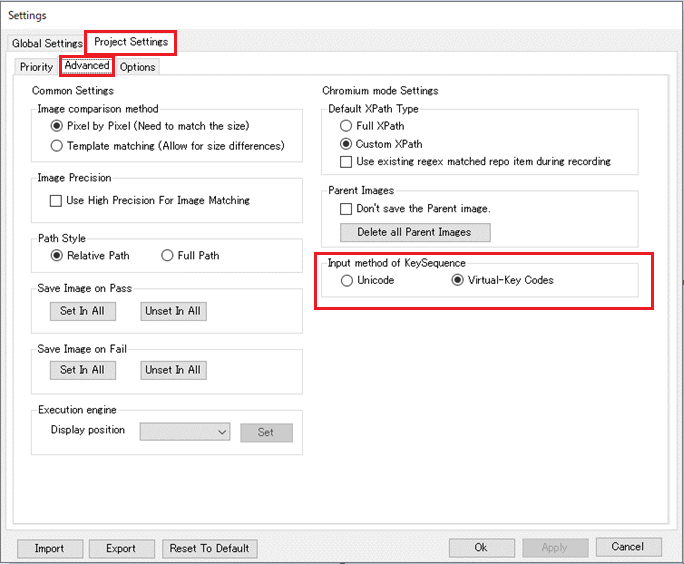 Settings
Global Settings
Project Settings
Priority
Advanced
Options
Common Settings
Image comparison method
Pixel by Pixel (Need to match the size)
Template matching (Allow for size differences)
Image Precision
Use High Precision For Image Matching
Path Style
Relative Path
Full Path
Save Image on Pass
Set In All
Unset In All
Save Image on Fail
Set In All
Unset In All
Execution engine
Display position
Set
Chromium mode Settings
Default XPath Type
Full XPath
Custom XPath
Use existing regex matched repo item during recording
Parent Images
Don't save the Parent image.
Delete all Parent Images
Input method of KeySequence
Unicode
Virtual-Key Codes
Import
Export
Reset To Default
Ok
Apply
Cancel